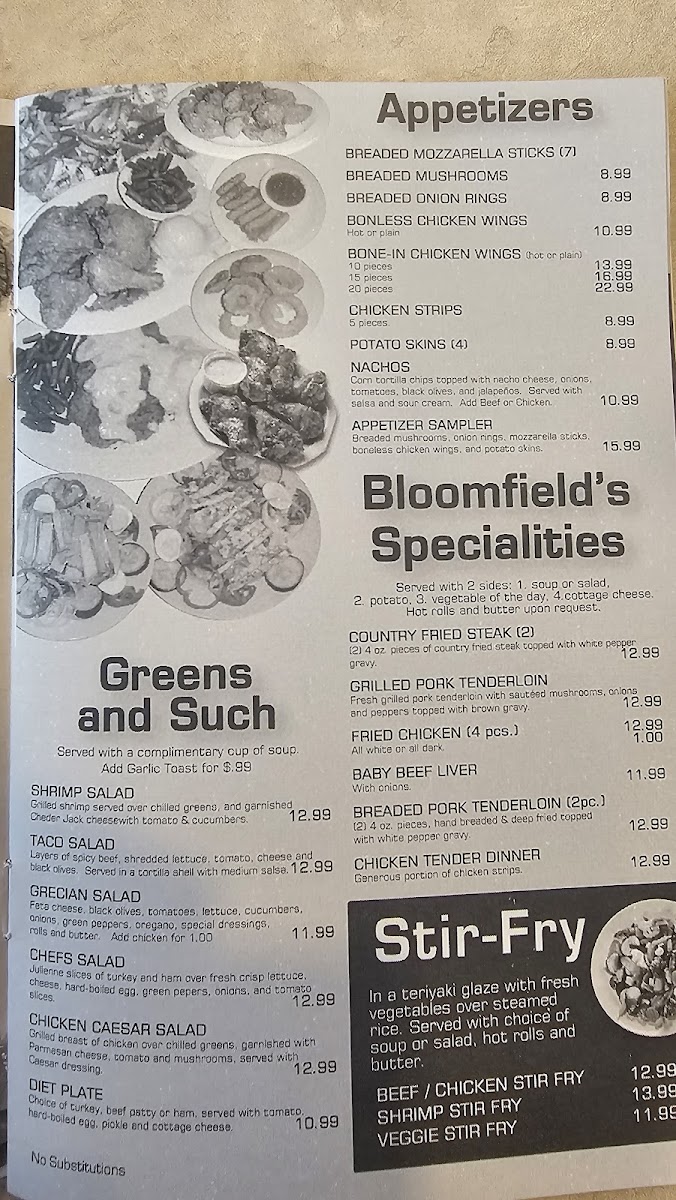 Appetizers
BREADED MOZZARELLA STICKS (7)
BREADED MUSHROOMS 8.99
BREADED ONION RINGS 8.99
BONLESS CHICKEN WINGS
Hot or plain 10.99
BONE-IN CHICKEN WINGS (hot or plain)
10 pieces 13.99
15 pieces 16.99
20 pieces 22.99
CHICKEN STRIPS
5 pieces. 8.99
POTATO SKINS (4) 8.99
NACHOS
Corn tortilla chips topped with nacho cheese, onions,
tomatoes, black olives, and jalapeños. Served with
salsa and sour cream. Add Beef or Chicken. 10.99
APPETIZER SAMPLER
Breaded mushrooms, onion rings, mozzarella sticks,
boneless chicken wings, and potato skins. 15.99
Bloomfield's
Specialities
Served with 2 sides: 1. soup or salad,
2. potato, 3. vegetable of the day, 4.cottage cheese.
Hot rolls and butter upon request.
COUNTRY FRIED STEAK (2)
(2) 4 oz. pieces of country fried steak topped with white pepper
gravy. 12.99
GRILLED PORK TENDERLOIN
Fresh grilled pork tenderloin with sautéed mushrooms, onions
and peppers topped with brown gravy. 12.99
FRIED CHICKEN (4 pcs.) 12.99
All white or all dark. 1.00
BABY BEEF LIVER
With onions. 11.99
BREADED PORK TENDERLOIN (2pc.)
(2) 4 oz. pieces, hand breaded & deep fried topped
with white pepper gravy. 12.99
CHICKEN TENDER DINNER
Generous portion of chicken strips. 12.99
Greens
and Such
Served with a complimentary cup of soup.
Add Garlic Toast for $.99
SHRIMP SALAD
Grilled shrimp served over chilled greens, and garnished
Cheder Jack cheesewith tomato & cucumbers. 12.99
TACO SALAD
Layers of spicy beef, shredded lettuce, tomato, cheese and
black olives. Served in a tortilla shell with medium salsa. 12.99
GRECIAN SALAD
Feta cheese, black olives, tomatoes, lettuce, cucumbers,
onions, green peppers, oregano, special dressings,
rolls and butter. Add chicken for 1.00 11.99
CHEFS SALAD
Julienne slices of turkey and ham over fresh crisp lettuce,
cheese, hard-boiled egg, green pepers, onions, and tomato
slices. 12.99
CHICKEN CAESAR SALAD
Grilled breast of chicken over chilled greens, garnished with
Parmesan cheese, tomato and mushrooms, served with
Caesar dressing. 12.99
DIET PLATE
Choice of turkey, beef patty or ham, served with tomato,
hard-boiled egg, pickle and cottage cheese. 10.99
No Substitutions
Stir-Fry
In a teriyaki glaze with fresh
vegetables over steamed
rice. Served with choice of
soup or salad, hot rolls and
butter.
BEEF / CHICKEN STIR FRY 12.99
SHRIMP STIR FRY 13.99
VEGGIE STIR FRY 11.99